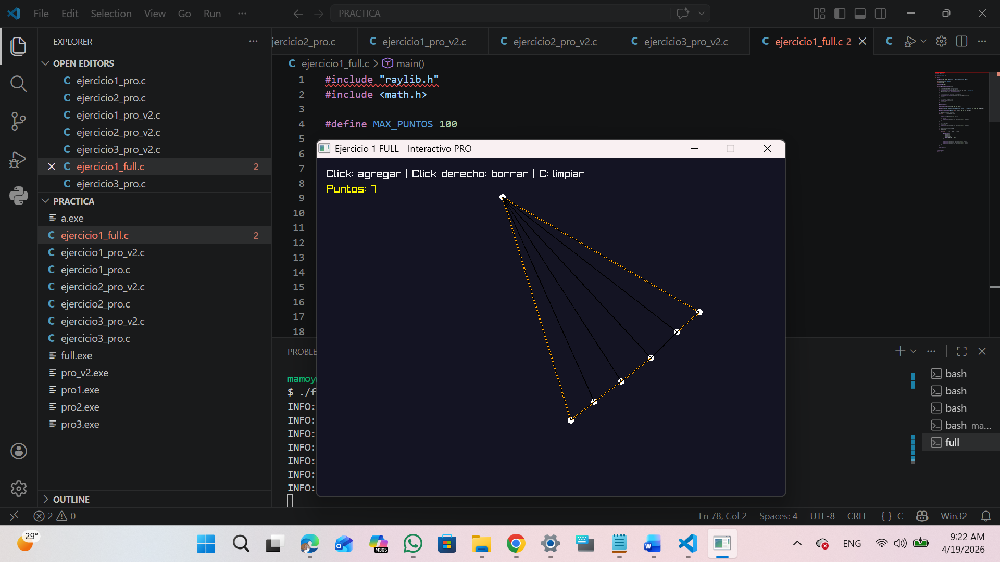 File Edit Selection View Go Run ···
PRACTICA
EXPLORER
OPEN EDITORS
C ejercicio1_pro.c
C ejercicio2_pro.c
C ejercicio1_pro_v2.c
C ejercicio2_pro_v2.c
C ejercicio3_pro_v2.c
C ejercicio1_full.c 2
C ejercicio3_pro.c
PRACTICA
a.exe
C ejercicio1_full.c 2
C ejercicio1_pro_v2.c
C ejercicio1_pro.c
C ejercicio2_pro_v2.c
C ejercicio2_pro.c
C ejercicio3_pro_v2.c
C ejercicio3_pro.c
full.exe
pro_v2.exe
pro1.exe
pro2.exe
pro3.exe
OUTLINE
jercicio2_pro.c C ejercicio1_pro_v2.c C ejercicio2_pro_v2.c C ejercicio3_pro_v2.c C ejercicio1_full.c 2 C
C ejercicio1_full.c > main()
1 #include "raylib.h"
2 #include <math.h>
3
4 #define MAX_PUNTOS 100
5
6
7
8
9
10
11
12
13
14
15
16
17
18
Ejercicio 1 FULL - Interactivo PRO
Click: agregar | Click derecho: borrar | C: limpiar
Puntos: 7
PROBLE
mamoy
$ ./f
INFO:
INFO:
INFO:
INFO:
INFO:
INFO:
INFO:
bash
bash
bash
bash ma...
full
2 0
Ln 78, Col 2 Spaces: 4 UTF-8 CRLF { } C Win32
29°
M365
ENG
9:22 AM
4/19/2026